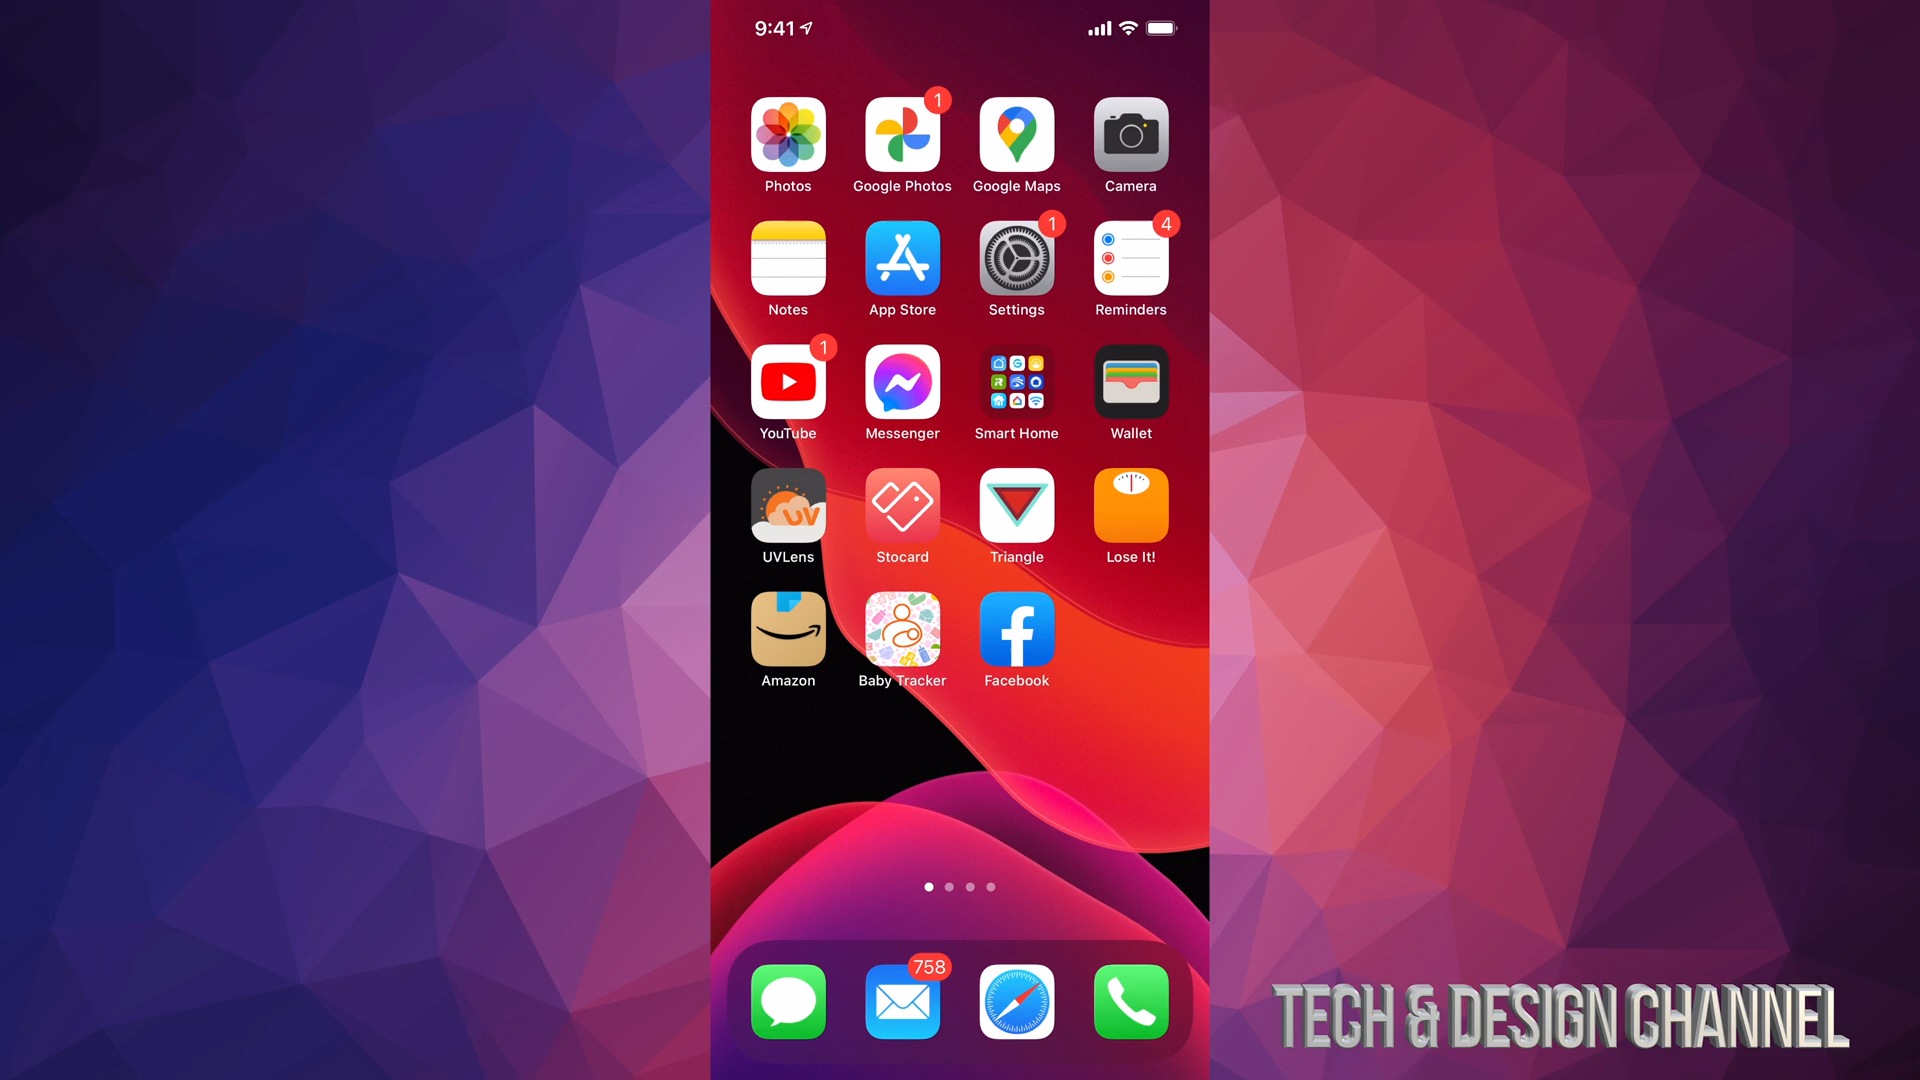 9:41
1
Photos Google Photos Google Maps Camera
1 4
Notes App Store Settings Reminders
1
YouTube Messenger Smart Home Wallet
UV
UVLens Stocard Triangle Lose It!
Amazon Baby Tracker Facebook
758
TECH & DESIGN CHANNEL